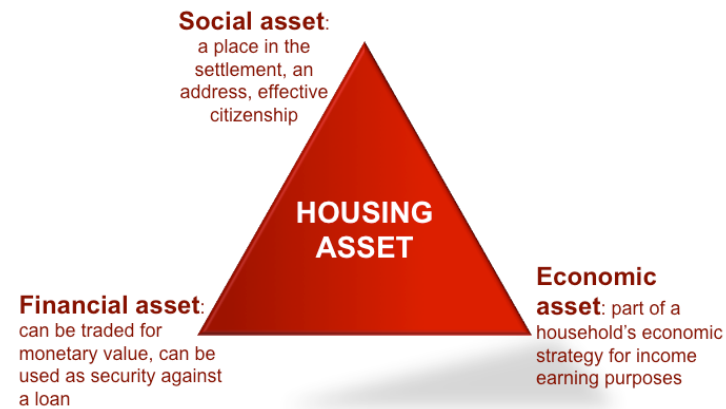 Social asset:
a place in the
settlement, an
address, effective
citizenship
HOUSING
ASSET
Financial asset:
can be traded for
monetary value, can be
used as security against
a loan
Economic
asset: part of a
household's economic
strategy for income
earning purposes